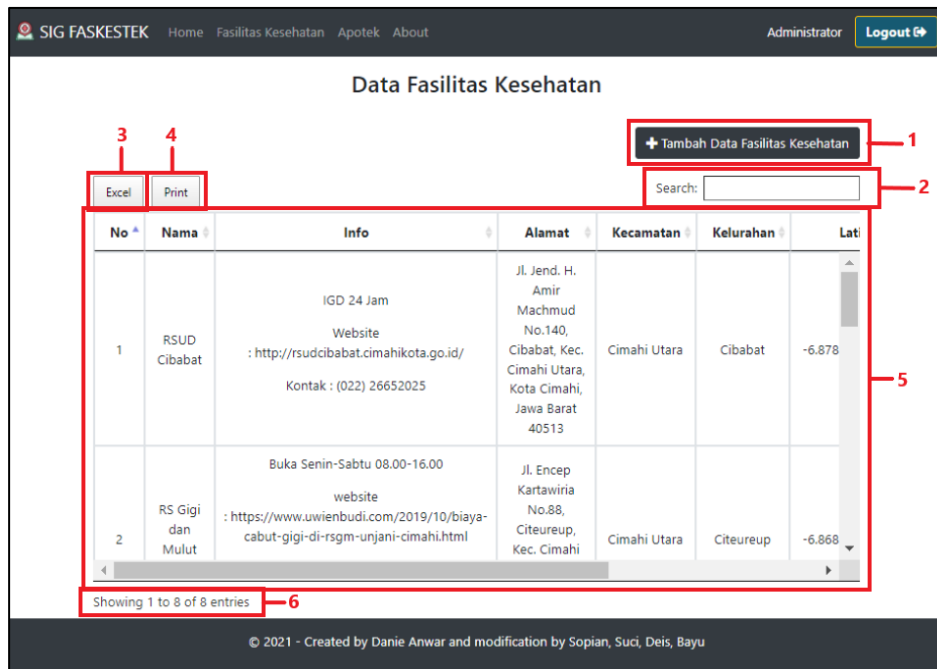 SIG FASKESTEK Home Fasilitas Kesehatan Apotek About Administrator Logout
Data Fasilitas Kesehatan
3 4
Tambah Data Fasilitas Kesehatan 1
Excel Print Search: 2
No Nama Info Alamat Kecamatan Kelurahan Lati
1
RSUD
Cibabat
IGD 24 Jam
Website
: http://rsudcibabat.cimahikota.go.id/
Kontak : (022) 26652025
Jl. Jend. H.
Amir
Machmud
No.140,
Cibabat, Kec.
Cimahi Utara,
Kota Cimahi,
Jawa Barat
40513
Cimahi Utara
Cibabat
-6.878
5
2
RS Gigi
dan
Mulut
Buka Senin-Sabtu 08.00-16.00
website
: https://www.uwienbudi.com/2019/10/biaya-
cabut-gigi-di-rsgm-unjani-cimahi.html
Jl. Encep
Kartawiria
No.88,
Citeureup,
Kec. Cimahi
Cimahi Utara
Citeureup
-6.868
Showing 1 to 8 of 8 entries 6
© 2021 - Created by Danie Anwar and modification by Sopian, Suci, Deis, Bayu